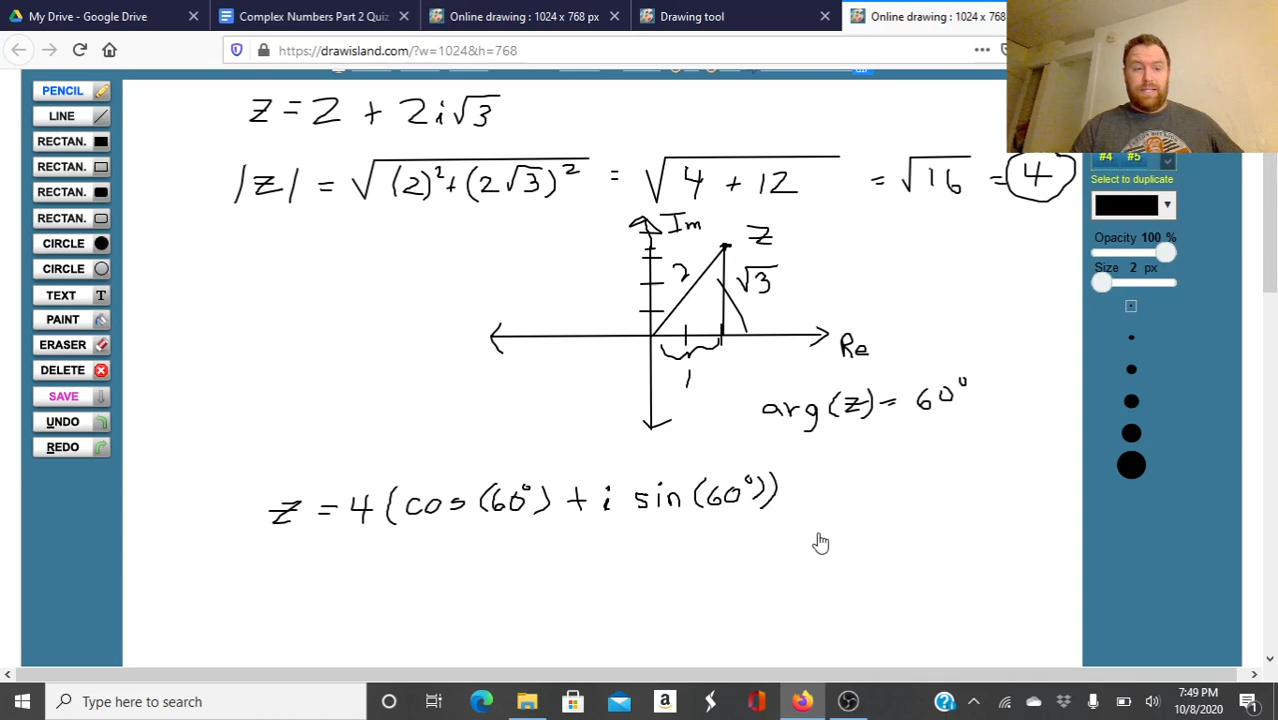 My Drive - Google Drive
Complex Numbers Part 2 Quiz
Online drawing : 1024 x 768 px
Drawing tool
Online drawing : 1024 x 768
https://drawisland.com/?w=1024&h=768
PENCIL
LINE
RECTAN.
RECTAN.
RECTAN.
RECTAN.
CIRCLE
CIRCLE
TEXT
PAINT
ERASER
DELETE
SAVE
UNDO
REDO
z = 2 + 2i√3
|z| = √(2)²+(2√3)² = √4 + 12 = √16 = 4
Im
z
2
√3
Re
1
arg(z) = 60°
z = 4(cos(60°) + i sin(60°))
#4 #5
Select to duplicate
Opacity 100 %
Size 2 px
Type here to search
7:49 PM
10/8/2020